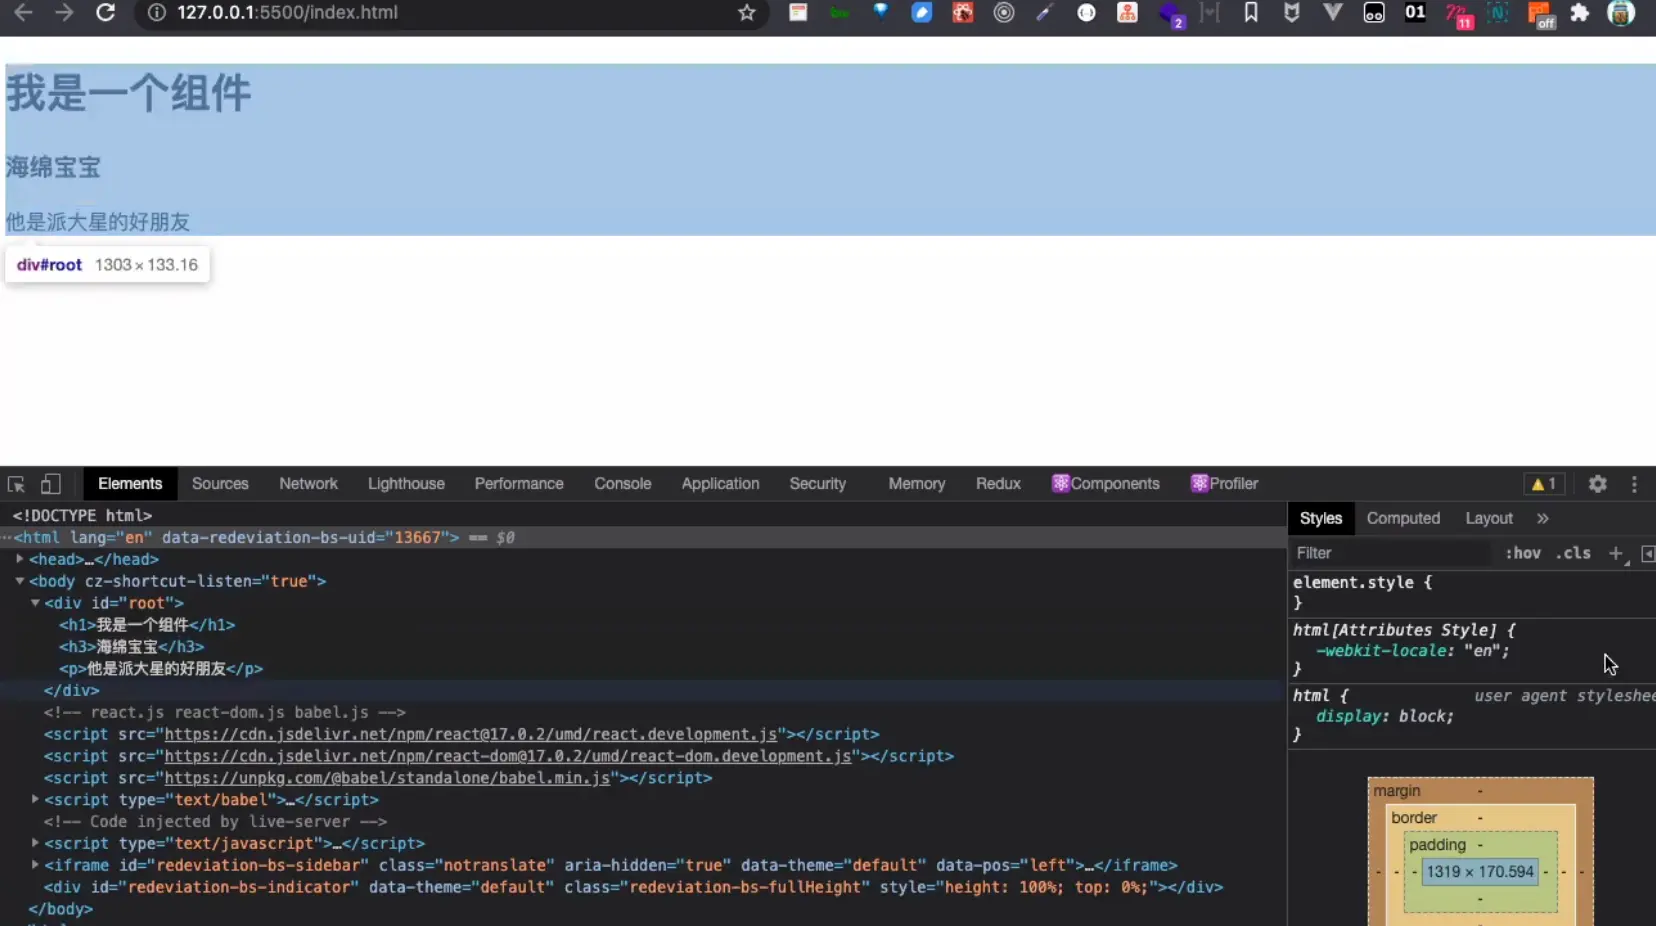 127.0.0.1:5500/index.html
2
01
11
off
我是一个组件
海绵宝宝
他是派大星的好朋友
div#root 1303 × 133.16
Elements Sources Network Lighthouse Performance Console Application Security Memory Redux Components Profiler 1
<!DOCTYPE html>
<html lang="en" data-redeviation-bs-uid="13667"> == $0
<head>…</head>
<body cz-shortcut-listen="true">
<div id="root">
<h1>我是一个组件</h1>
<h3>海绵宝宝</h3>
<p>他是派大星的好朋友</p>
</div>
<!-- react.js react-dom.js babel.js -->
<script src="https://cdn.jsdelivr.net/npm/react@17.0.2/umd/react.development.js"></script>
<script src="https://cdn.jsdelivr.net/npm/react-dom@17.0.2/umd/react-dom.development.js"></script>
<script src="https://unpkg.com/@babel/standalone/babel.min.js"></script>
<script type="text/babel">…</script>
<!-- Code injected by live-server -->
<script type="text/javascript">…</script>
<iframe id="redeviation-bs-sidebar" class="notranslate" aria-hidden="true" data-theme="default" data-pos="left">…</iframe>
<div id="redeviation-bs-indicator" data-theme="default" class="redeviation-bs-fullHeight" style="height: 100%; top: 0%;"></div>
</body>
Styles Computed Layout »
Filter :hov .cls +
element.style {
}
html[Attributes Style] {
-webkit-locale: "en";
}
html { user agent styleshee
display: block;
}
margin -
border -
padding -
- - - 1319 × 170.594 - - -
-